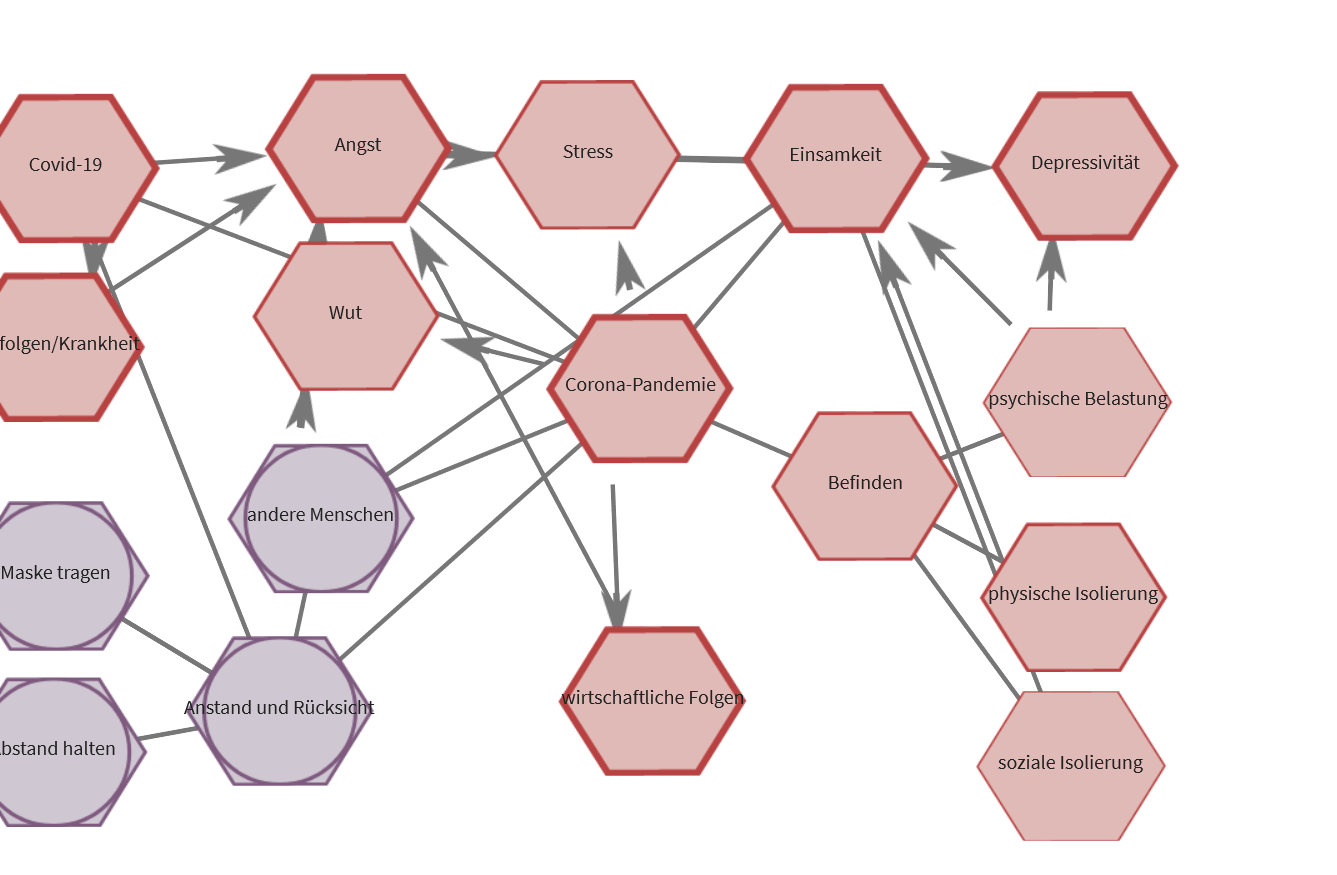 Covid-19
Angst
Stress
Einsamkeit
Depressivität
folgen/Krankheit
Wut
Corona-Pandemie
psychische Belastung
Befinden
andere Menschen
Maske tragen
physische Isolierung
Anstand und Rücksicht
wirtschaftliche Folgen
bstand halten
soziale Isolierung